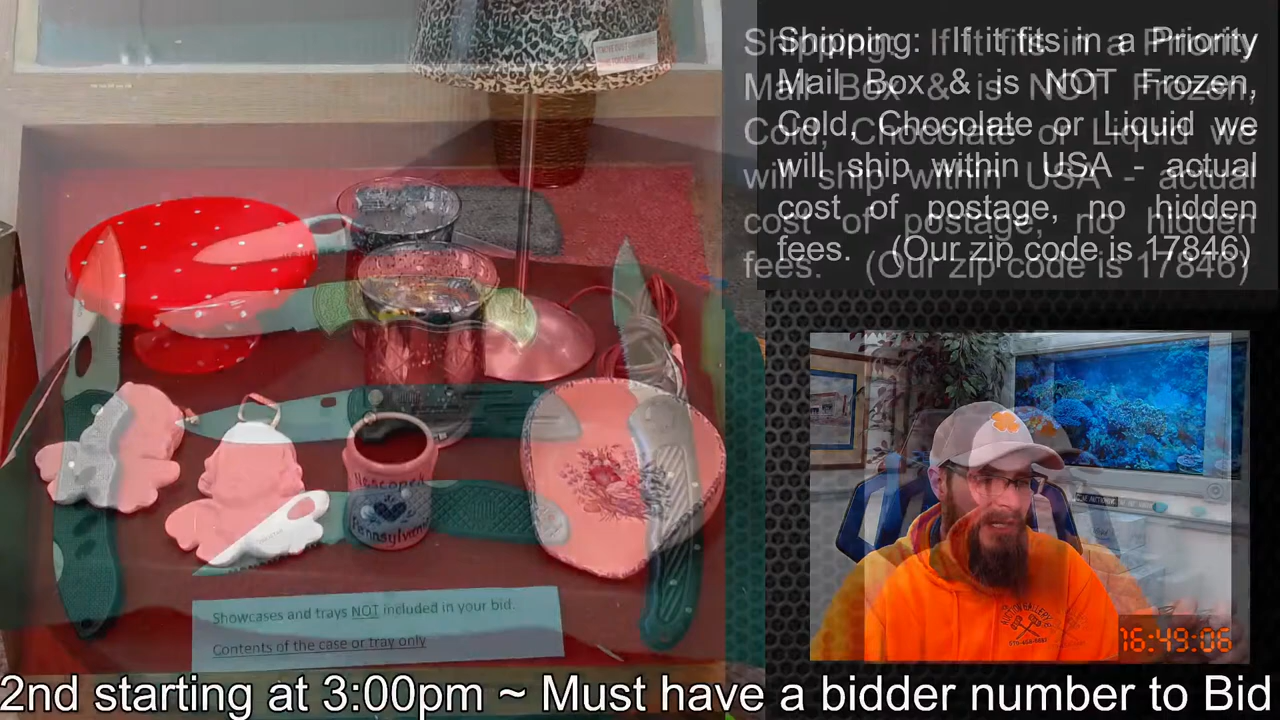 Shipping: If it fits in a Priority
Mail Box & is NOT Frozen,
Cold, Chocolate or Liquid we
will ship within USA - actual
cost of postage, no hidden
fees. (Our zip code is 17846)
Nescopeck
Pennsylvania
Showcases and trays NOT included in your bid.
Contents of the case or tray only
16:49:06
2nd starting at 3:00pm ~ Must have a bidder number to Bid